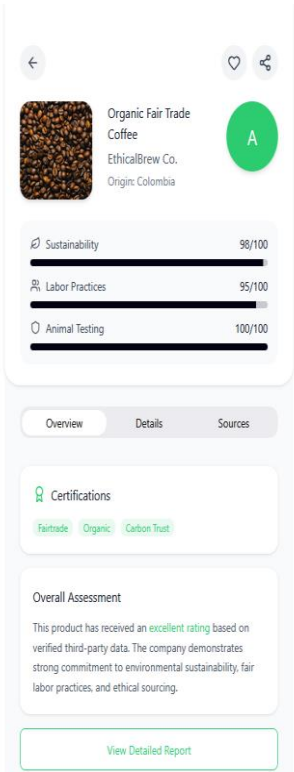 Organic Fair Trade
Coffee
EthicalBrew Co.
Origin: Colombia
A
Sustainability 98/100
Labor Practices 95/100
Animal Testing 100/100
Overview Details Sources
Certifications
Fairtrade Organic Carbon Trust
Overall Assessment
This product has received an excellent rating based on
verified third-party data. The company demonstrates
strong commitment to environmental sustainability, fair
labor practices, and ethical sourcing.
View Detailed Report